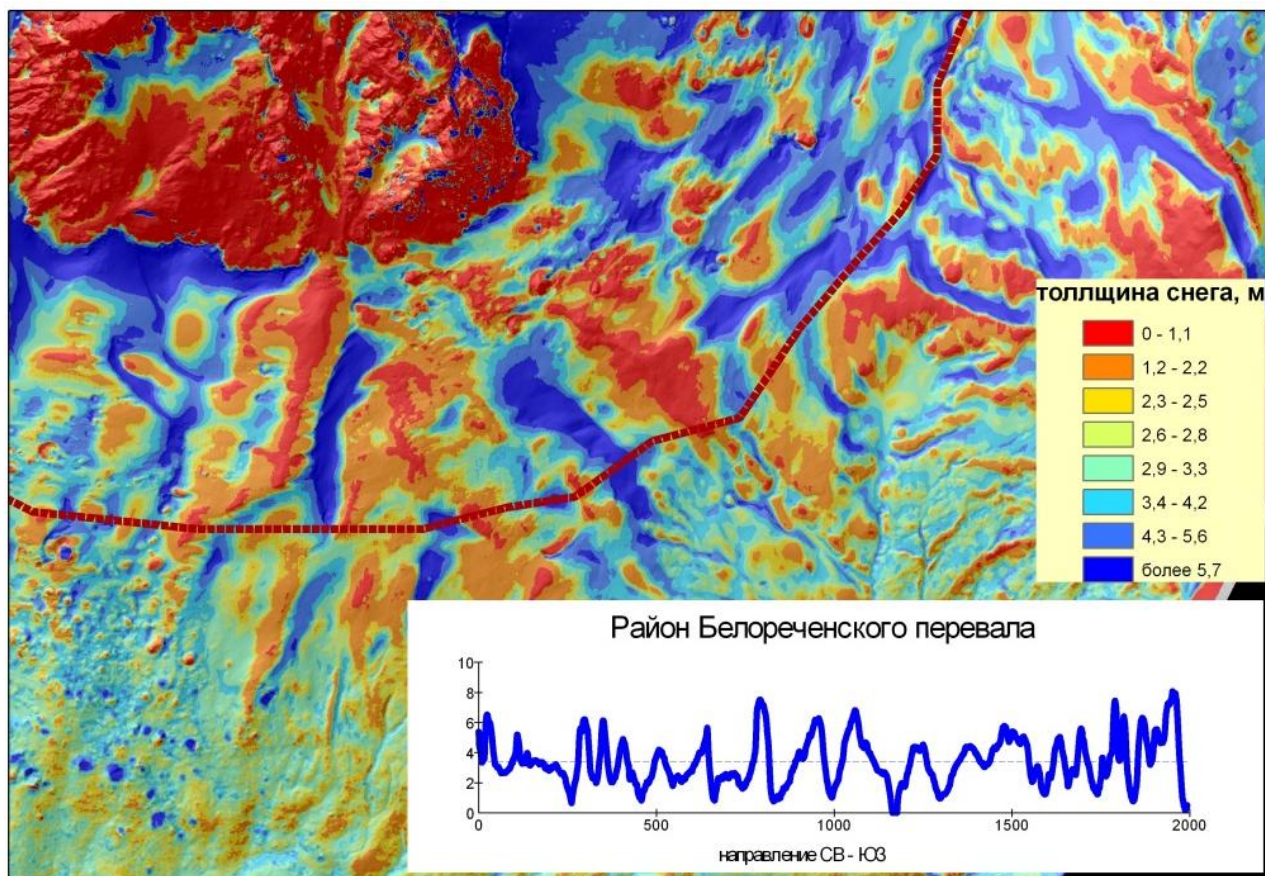 толлщина снега, м
0 - 1,1
1,2 - 2,2
2,3 - 2,5
2,6 - 2,8
2,9 - 3,3
3,4 - 4,2
4,3 - 5,6
более 5,7
Район Белореченского перевала
10
8
6
4
2
0
0 500 1000 1500 2000
направление СВ - ЮЗ